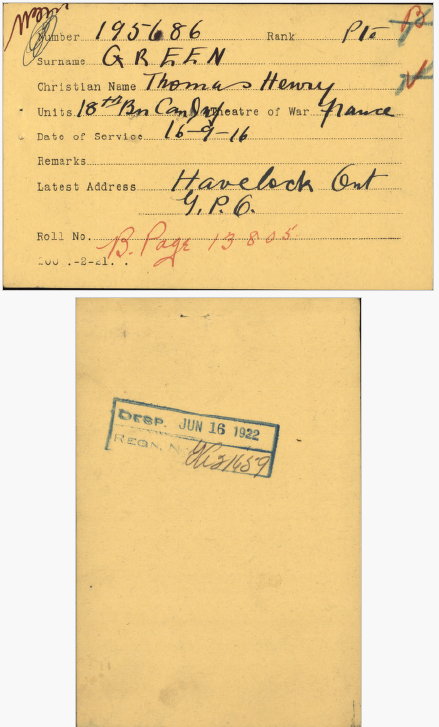 Number 195686 Rank Pte B
Surname GREEN
Christian Name Thomas Henry
Units 18th Bn Can Inf Theatre of War France
Date of Service 16-9-16
Remarks
Latest Address Havelock Ont
G.P.O.
Roll No. B. Page 13805
-2-21.
DESP. JUN 16 1922
REGN. N